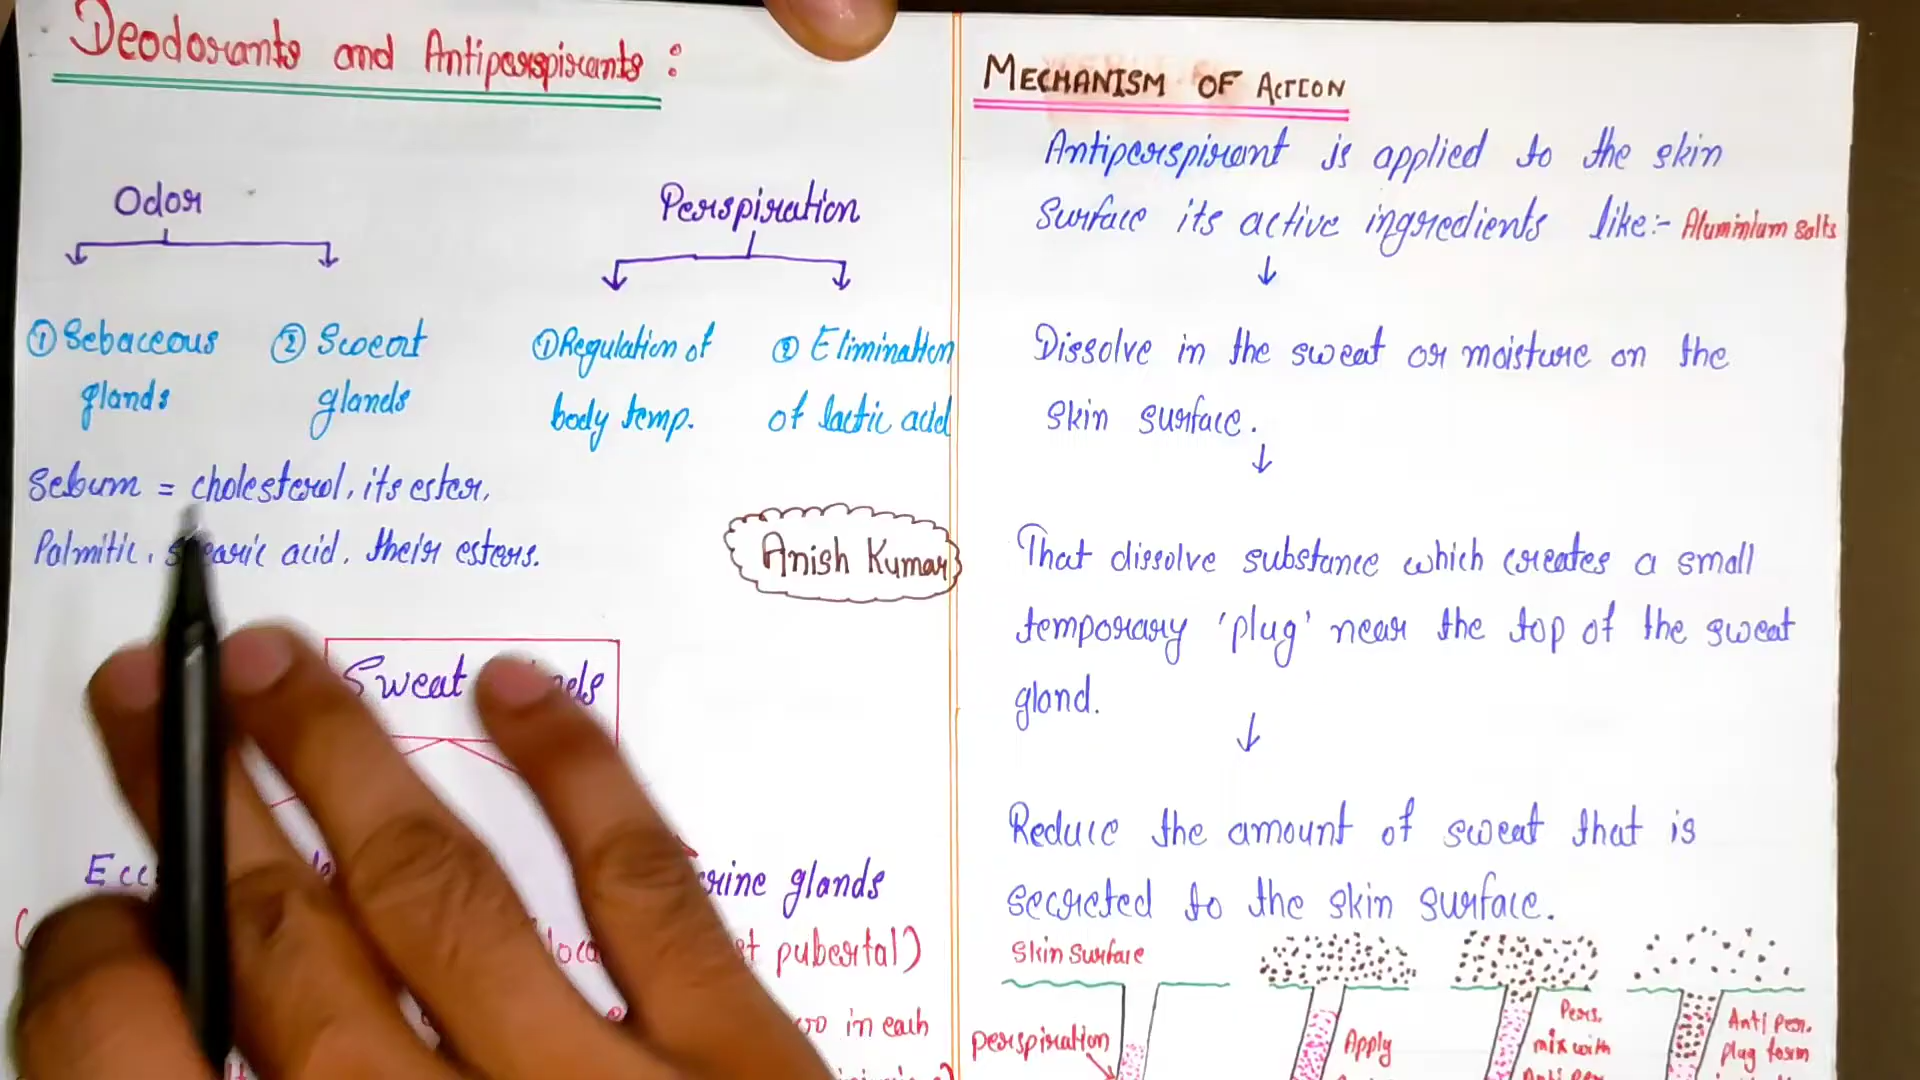 Deodorants and Antiperspirants :
Odor
Perspiration
① Sebaceous glands
② Sweat glands
① Regulation of body temp.
② Elimination of lactic acid
Sebum = cholesterol, its ester,
Palmitic, stearic acid, their esters.
Anish Kumar
Sweat
glands
pubertal)
in each
MECHANISM OF ACTION
Antiperspirant is applied to the skin
surface its active ingredients like:- Aluminium salts
Dissolve in the sweat or moisture on the
skin surface.
That dissolve substance which creates a small
temporary 'plug' near the top of the sweat
gland.
Reduce the amount of sweat that is
secreted to the skin surface.
Skin surface
perspiration
Apply
Pers.
mix with
Anti per.
Anti per.
plug form